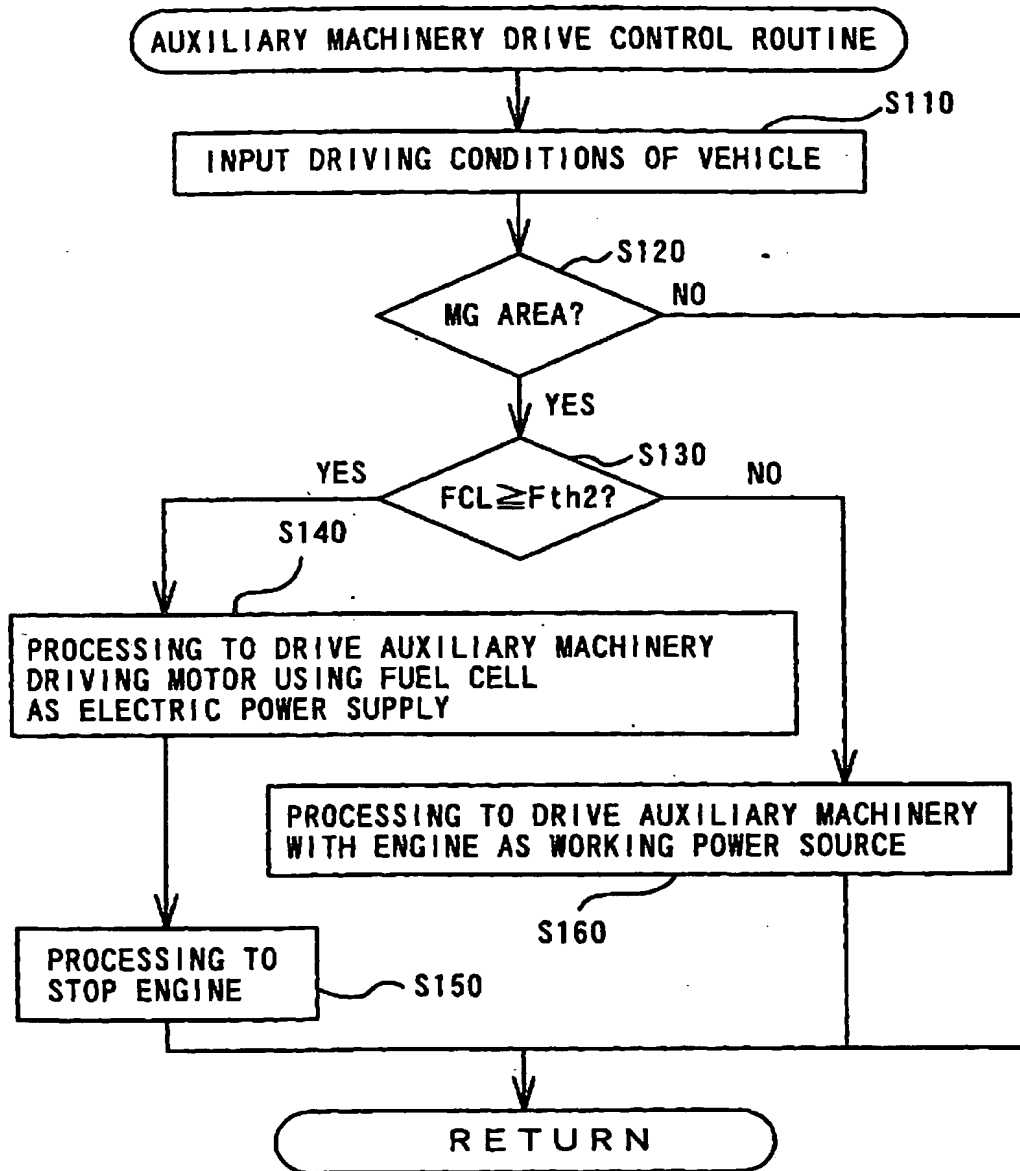 AUXILIARY MACHINERY DRIVE CONTROL ROUTINE
S110
INPUT DRIVING CONDITIONS OF VEHICLE
S120
MG AREA?
NO
YES
S130
YES
NO
FCL≧Fth2?
S140
PROCESSING TO DRIVE AUXILIARY MACHINERY
DRIVING MOTOR USING FUEL CELL
AS ELECTRIC POWER SUPPLY
PROCESSING TO DRIVE AUXILIARY MACHINERY
WITH ENGINE AS WORKING POWER SOURCE
S160
PROCESSING TO
STOP ENGINE
S150
RETURN